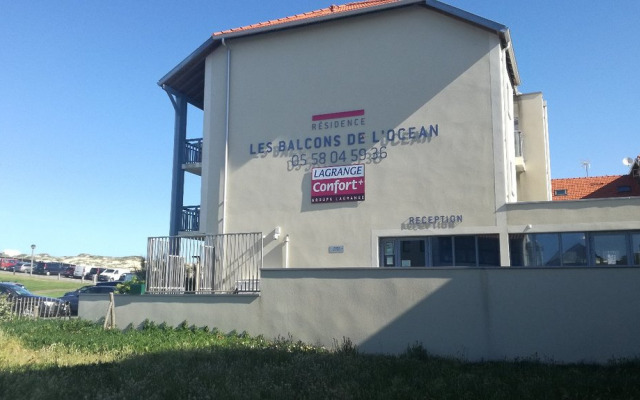 RÉSIDENCE
LES BALCONS DE L'OCEAN
05 58 04 59 36
LAGRANGE
Confort+
GROUPE LAGRANGE
RECEPTION